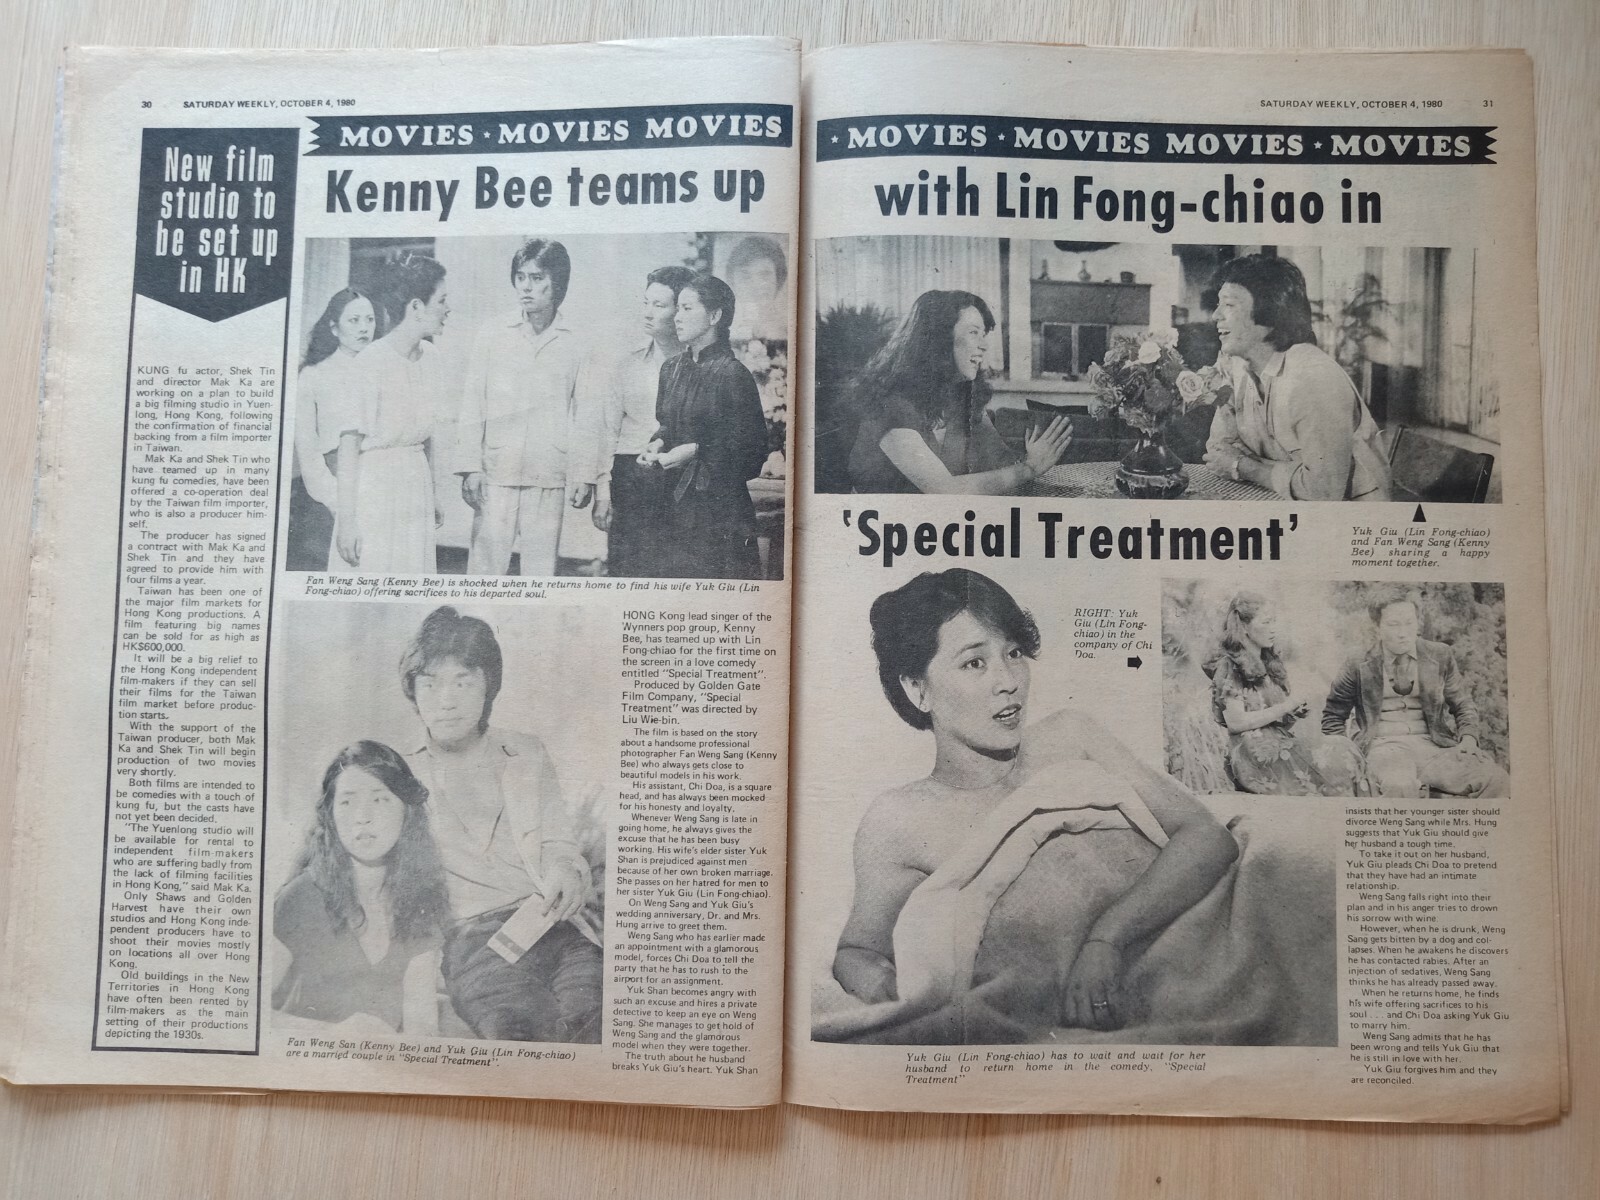 30 SATURDAY WEEKLY, OCTOBER 4, 1980
New film
studio to
be set up
in HK
KUNG fu actor, Shek Tin
and director Mak Ka are
working on a plan to build
a big filming studio in Yuen-
long, Hong Kong, following
the confirmation of financial
backing from a film importer
in Taiwan.
Mak Ka and Shek Tin who
have teamed up in many
kung fu comedies, have been
offered a co-operation deal
by the Taiwan film importer,
who is also a producer him-
self.
The producer has signed
a contract with Mak Ka and
Shek Tin and they have
agreed to provide him with
four films a year.
Taiwan has been one of
the major film markets for
Hong Kong productions. A
film featuring big names
can be sold for as high as
HK$600,000.
It will be a big relief to
the Hong Kong independent
film-makers if they can sell
their films for the Taiwan
film market before produc-
tion starts.
With the support of the
Taiwan producer, both Mak
Ka and Shek Tin will begin
production of two movies
very shortly.
Both films are intended to
be comedies with a touch of
kung fu, but the casts have
not yet been decided.
"The Yuenlong studio will
be available for rental to
independent film-makers
who are suffering badly from
the lack of filming facilities
in Hong Kong," said Mak Ka.
Only Shaws and Golden
Harvest have their own
studios and Hong Kong inde-
pendent producers have to
shoot their movies mostly
on locations all over Hong
Kong.
Old buildings in the New
Territories in Hong Kong
have often been rented by
film-makers as the main
setting of their productions
depicting the 1930s.
MOVIES ★ MOVIES MOVIES
Kenny Bee teams up
Fan Weng Sang (Kenny Bee) is shocked when he returns home to find his wife Yuk Giu (Lin
Fong-chiao) offering sacrifices to his departed soul.
Fan Weng San (Kenny Bee) and Yuk Giu (Lin Fong-chiao)
are a married couple in "Special Treatment".
HONG Kong lead singer of the
Wynners pop group, Kenny
Bee, has teamed up with Lin
Fong-chiao for the first time on
the screen in a love comedy
entitled "Special Treatment".
Produced by Golden Gate
Film Company, "Special
Treatment" was directed by
Liu Wie-bin.
The film is based on the story
about a handsome professional
photographer Fan Weng Sang (Kenny
Bee) who always gets close to
beautiful models in his work.
His assistant, Chi Doa, is a square
head, and has always been mocked
for his honesty and loyalty.
Whenever Weng Sang is late in
going home, he always gives the
excuse that he has been busy
working. His wife's elder sister Yuk
Shan is prejudiced against men
because of her own broken marriage.
She passes on her hatred for men to
her sister Yuk Giu (Lin Fong-chiao).
On Weng Sang and Yuk Giu's
wedding anniversary, Dr. and Mrs.
Hung arrive to greet them.
Weng Sang who has earlier made
an appointment with a glamorous
model, forces Chi Doa to tell the
party that he has to rush to the
airport for an assignment.
Yuk Shan becomes angry with
such an excuse and hires a private
detective to keep an eye on Weng
Sang. She manages to get hold of
Weng Sang and the glamorous
model when they were together.
The truth about he husband
breaks Yuk Giu's heart. Yuk Shan
SATURDAY WEEKLY, OCTOBER 4, 1980 31
★ MOVIES ★ MOVIES MOVIES ★ MOVIES
with Lin Fong-chiao in
'Special Treatment'
Yuk Giu (Lin Fong-chiao)
and Fan Weng Sang (Kenny
Bee) sharing a happy
moment together.
RIGHT: Yuk
Giu (Lin Fong-
chiao) in the
company of Chi
Doa.
Yuk Giu (Lin Fong-chiao) has to wait and wait for her
husband to return home in the comedy, "Special
Treatment"
insists that her younger sister should
divorce Weng Sang while Mrs. Hung
suggests that Yuk Giu should give
her husband a tough time.
To take it out on her husband,
Yuk Giu pleads Chi Doa to pretend
that they have had an intimate
relationship.
Weng Sang falls right into their
plan and in his anger tries to drown
his sorrow with wine.
However, when he is drunk, Weng
Sang gets bitten by a dog and col-
lapses. When he awakens he discovers
he has contacted rabies. After an
injection of sedatives, Weng Sang
thinks he has already passed away.
When he returns home, he finds
his wife offering sacrifices to his
soul . . . and Chi Doa asking Yuk Giu
to marry him.
Weng Sang admits that he has
been wrong and tells Yuk Giu that
he is still in love with her.
Yuk Giu forgives him and they
are reconciled.